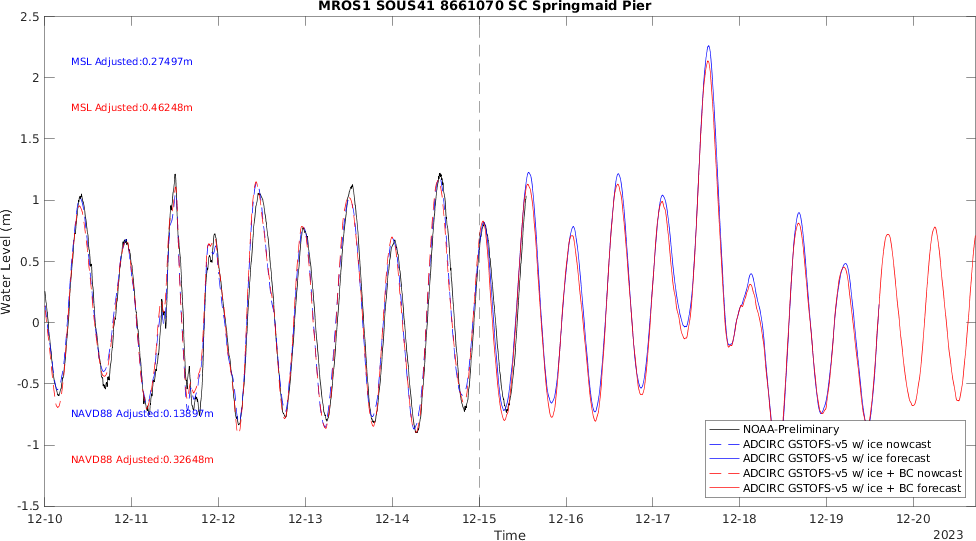 MROS1 SOUS41 8661070 SC Springmaid Pier
2.5
2
1.5
1
0.5
0
-0.5
-1
-1.5
Water Level (m)
MSL Adjusted:0.27497m
MSL Adjusted:0.46248m
NAVD88 Adjusted:0.13897m
NAVD88 Adjusted:0.32648m
NOAA-Preliminary
ADCIRC GSTOFS-v5 w/ ice nowcast
ADCIRC GSTOFS-v5 w/ ice forecast
ADCIRC GSTOFS-v5 w/ ice + BC nowcast
ADCIRC GSTOFS-v5 w/ ice + BC forecast
12-10 12-11 12-12 12-13 12-14 12-15 12-16 12-17 12-18 12-19 12-20
Time
2023